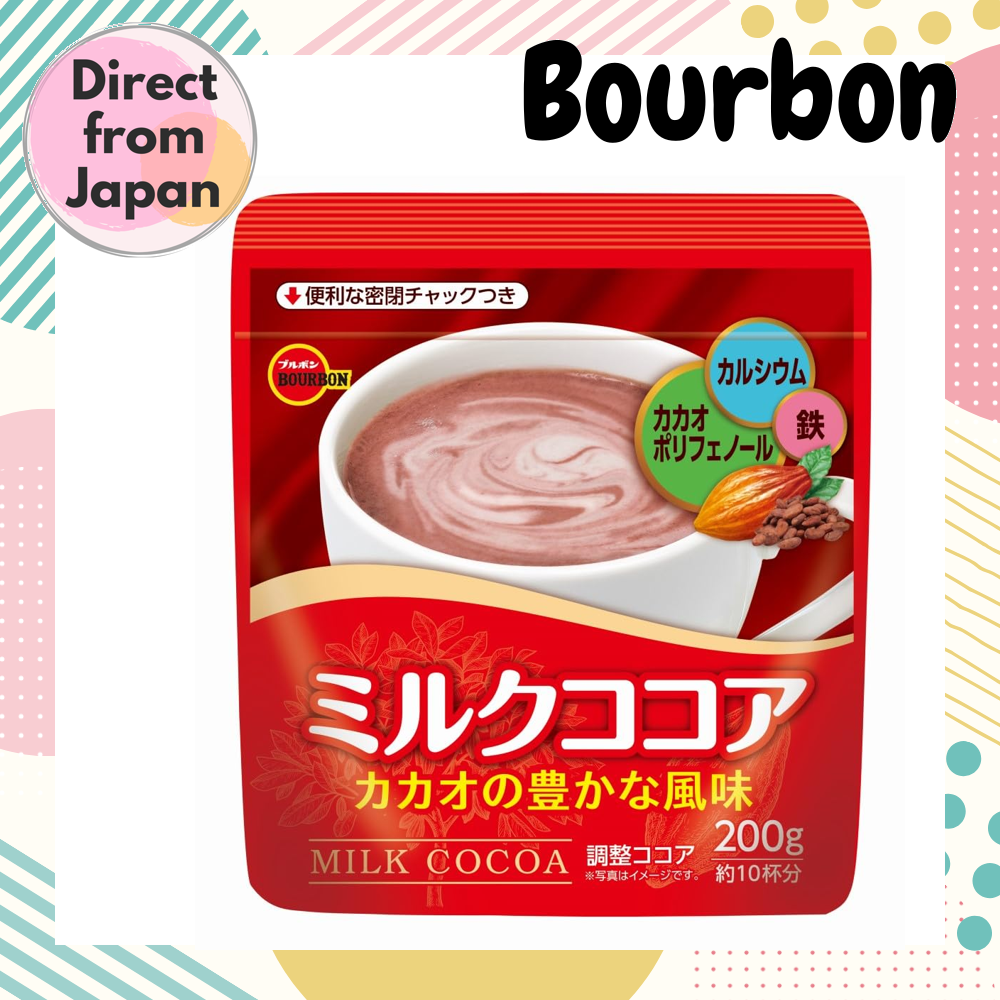 Direct
from
Japan
Bourbon
便利な密閉チャックつき
ブルボン
BOURBON
カルシウム
カカオ
ポリフェノール
鉄
ミルクココア
カカオの豊かな風味
MILK COCOA
調整ココア
※写真はイメージです。
200g
約10杯分